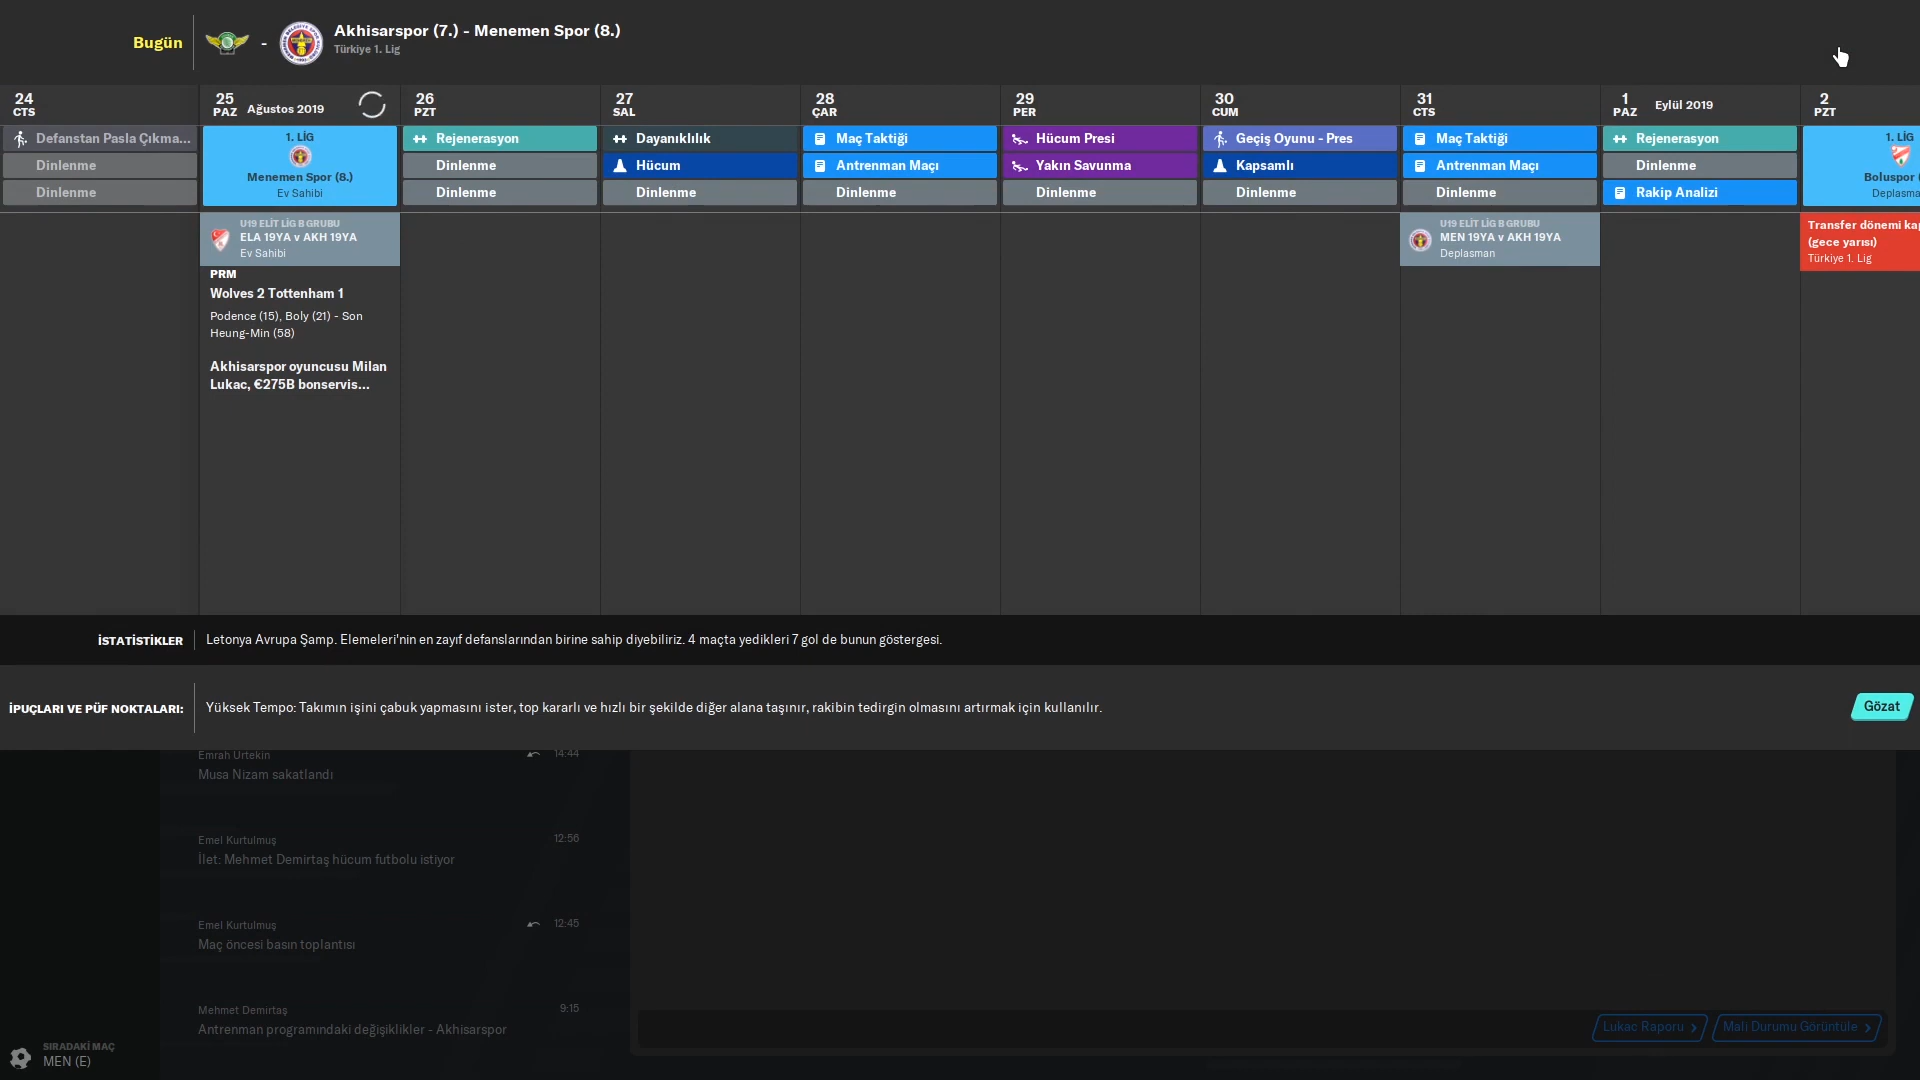 Bugün
-
Akhisarspor (7.) - Menemen Spor (8.)
Türkiye 1. Lig
24
CTS
25
PAZ
Ağustos 2019
26
PZT
27
SAL
28
ÇAR
29
PER
30
CUM
31
CTS
1
PAZ
Eylül 2019
2
PZT
Defanstan Pasla Çıkma...
Dinlenme
Dinlenme
1. LİG
Menemen Spor (8.)
Ev Sahibi
Rejenerasyon
Dinlenme
Dinlenme
Dayanıklılık
Hücum
Dinlenme
Maç Taktiği
Antrenman Maçı
Dinlenme
Hücum Presi
Yakın Savunma
Dinlenme
Geçiş Oyunu - Pres
Kapsamlı
Dinlenme
Maç Taktiği
Antrenman Maçı
Dinlenme
Rejenerasyon
Dinlenme
Rakip Analizi
1. LİG
Boluspor (
Deplasma
U19 ELİT LİG B GRUBU
ELA 19YA v AKH 19YA
Ev Sahibi
PRM
Wolves 2 Tottenham 1
Podence (15), Boly (21) - Son
Heung-Min (58)
Akhisarspor oyuncusu Milan
Lukac, €275B bonservis...
U19 ELİT LİG B GRUBU
MEN 19YA v AKH 19YA
Deplasman
Transfer dönemi kap
(gece yarısı)
Türkiye 1. Lig
İSTATİSTİKLER
Letonya Avrupa Şamp. Elemeleri'nin en zayıf defanslarından birine sahip diyebiliriz. 4 maçta yedikleri 7 gol de bunun göstergesi.
İPUÇLARI VE PÜF NOKTALARI:
Yüksek Tempo: Takımın işini çabuk yapmasını ister, top kararlı ve hızlı bir şekilde diğer alana taşınır, rakibin tedirgin olmasını artırmak için kullanılır.
Gözat
Emrah Ürtekin
14:44
Musa Nizam sakatlandı
Emel Kurtulmuş
12:56
İlet: Mehmet Demirtaş hücum futbolu istiyor
Emel Kurtulmuş
12:45
Maç öncesi basın toplantısı
Mehmet Demirtaş
9:15
Antrenman programındaki değişiklikler - Akhisarspor
Lukac Raporu
Mali Durumu Görüntüle
SIRADAKİ MAÇ
MEN (E)